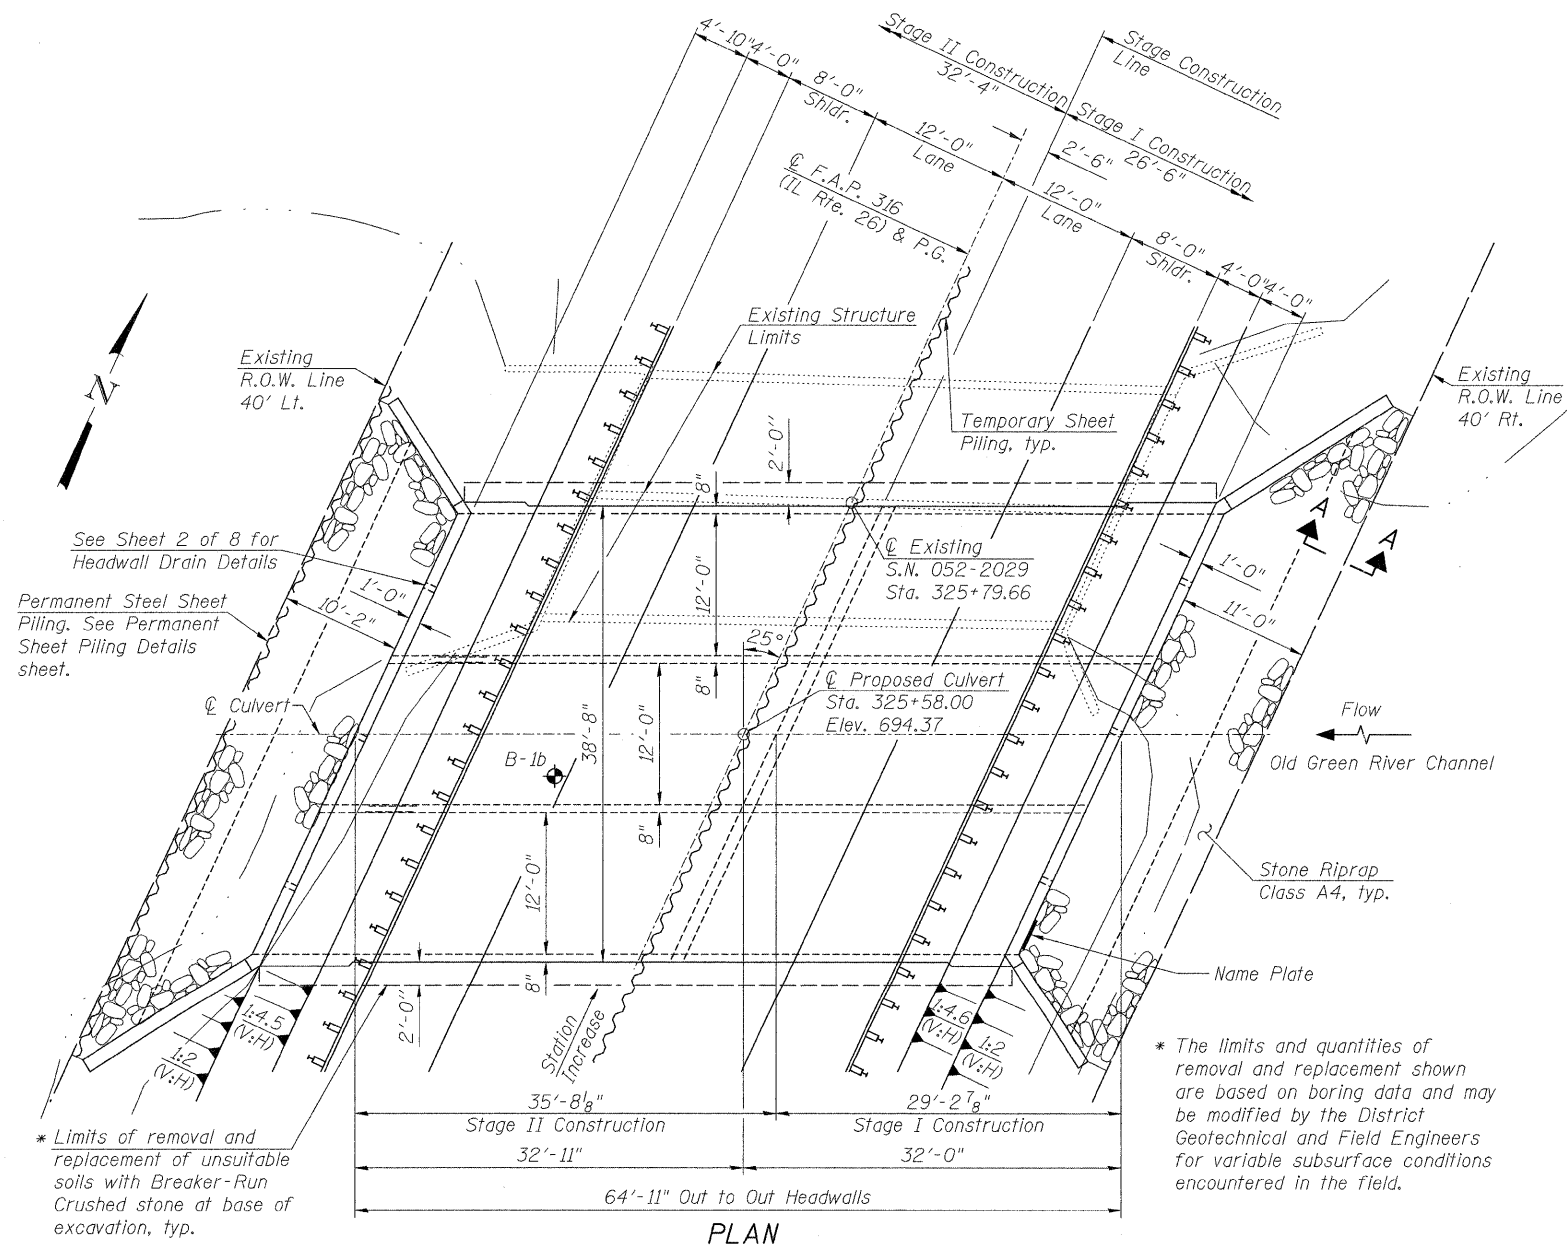 4'-10"
4'-0"
8'-0"
Shldr.
12'-0"
Lane
Stage II Construction
32'-4"
Stage Construction
Line
Stage I Construction
26'-6"
2'-6"
12'-0"
Lane
8'-0"
Shldr.
4'-0"
4'-0"
℄ F.A.P. 316
(IL Rte. 26) & P.G.
N
Existing
R.O.W. Line
40' Lt.
Existing Structure
Limits
Temporary Sheet
Piling, typ.
Existing
R.O.W. Line
40' Rt.
2'-0"
8"
A
A
See Sheet 2 of 8 for
Headwall Drain Details
℄ Existing
S.N. 052-2029
Sta. 325+79.66
1'-0"
10'-2"
12'-0"
1'-0"
11'-0"
Permanent Steel Sheet
Piling. See Permanent
Sheet Piling Details
sheet.
25°
8"
℄ Proposed Culvert
Sta. 325+58.00
Elev. 694.37
℄ Culvert
38'-8"
12'-0"
Flow
Old Green River Channel
B-1b
8"
12'-0"
Stone Riprap
Class A4, typ.
Name Plate
8"
2'-0"
1:4.5
(V:H)
1:2
(V:H)
Station
Increase
1:4.6
(V:H)
1:2
(V:H)
* The limits and quantities of
removal and replacement shown
are based on boring data and may
be modified by the District
Geotechnical and Field Engineers
for variable subsurface conditions
encountered in the field.
35'-8⅛"
Stage II Construction
29'-2⅞"
Stage I Construction
* Limits of removal and
replacement of unsuitable
soils with Breaker-Run
Crushed stone at base of
excavation, typ.
32'-11"
32'-0"
64'-11" Out to Out Headwalls
PLAN